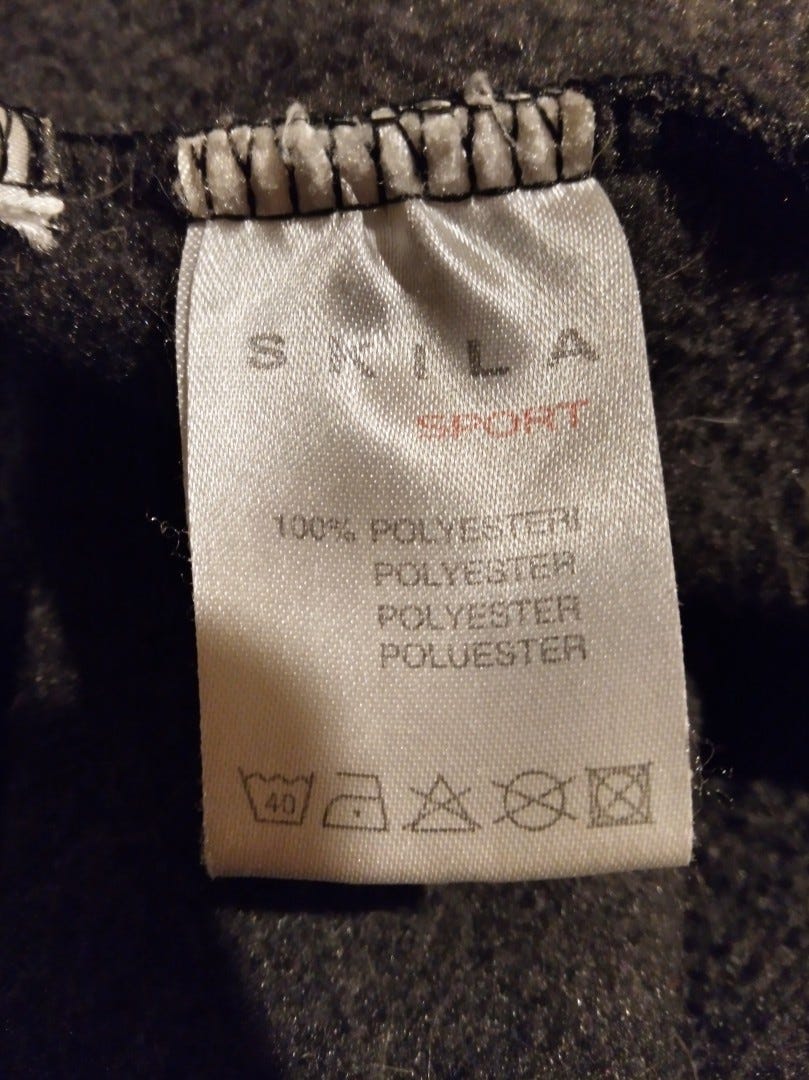 SKILA
SPORT
100% POLYESTERI
POLYESTER
POLYESTER
POLUESTER
40